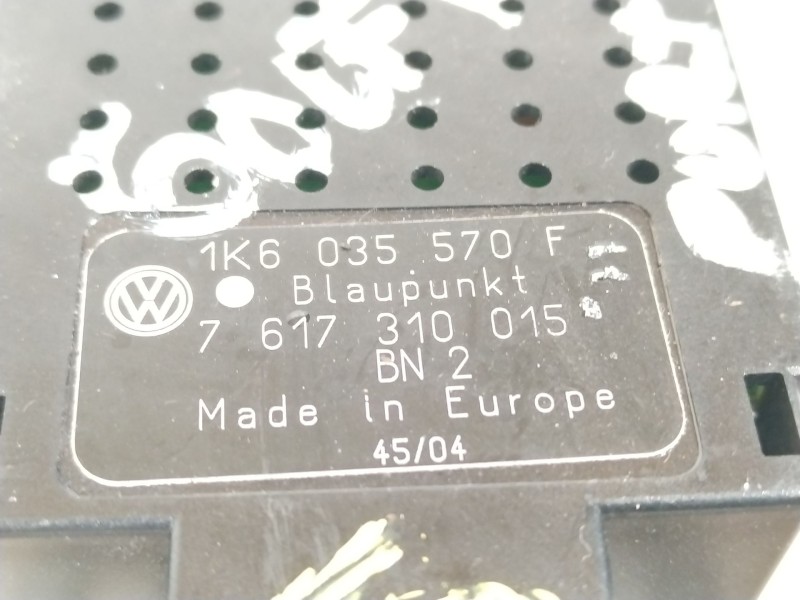 1K6 035 570 F
Blaupunkt
7 617 310 015
BN 2
Made in Europe
45/04